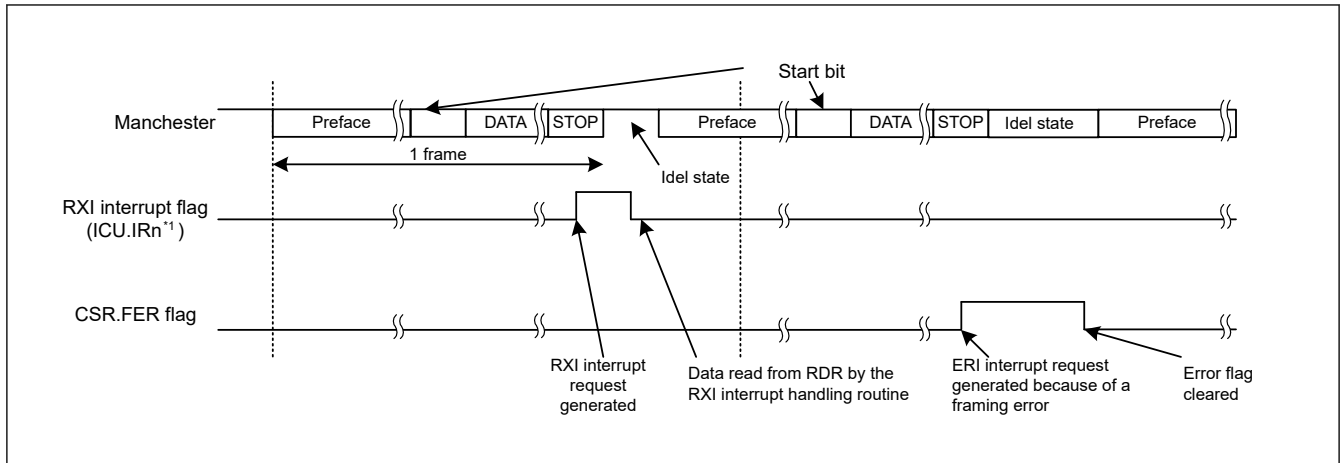 Start bit
Manchester
Preface
DATA
STOP
Preface
DATA
STOP
Idel state
Preface
1 frame
Idel state
RXI interrupt flag
(ICU.IRn*1 )
CSR.FER flag
RXI interrupt
request
generated
Data read from RDR by the
RXI interrupt handling routine
ERI interrupt request
generated because of a
framing error
Error flag
cleared